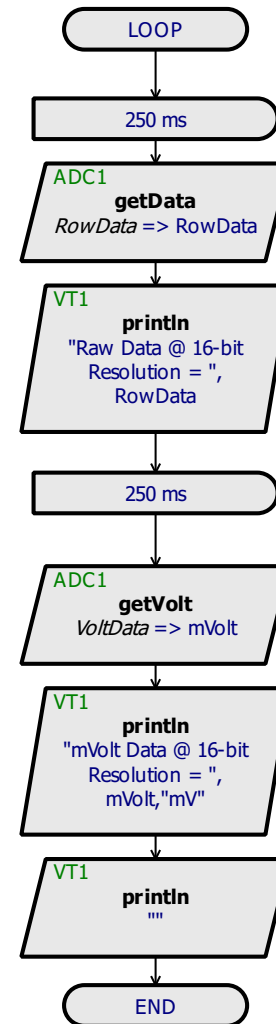 LOOP
250 ms
ADC1
getData
RowData => RowData
VT1
println
"Raw Data @ 16-bit
Resolution = ",
RowData
250 ms
ADC1
getVolt
VoltData => mVolt
VT1
println
"mVolt Data @ 16-bit
Resolution = ",
mVolt,"mV"
VT1
println
""
END